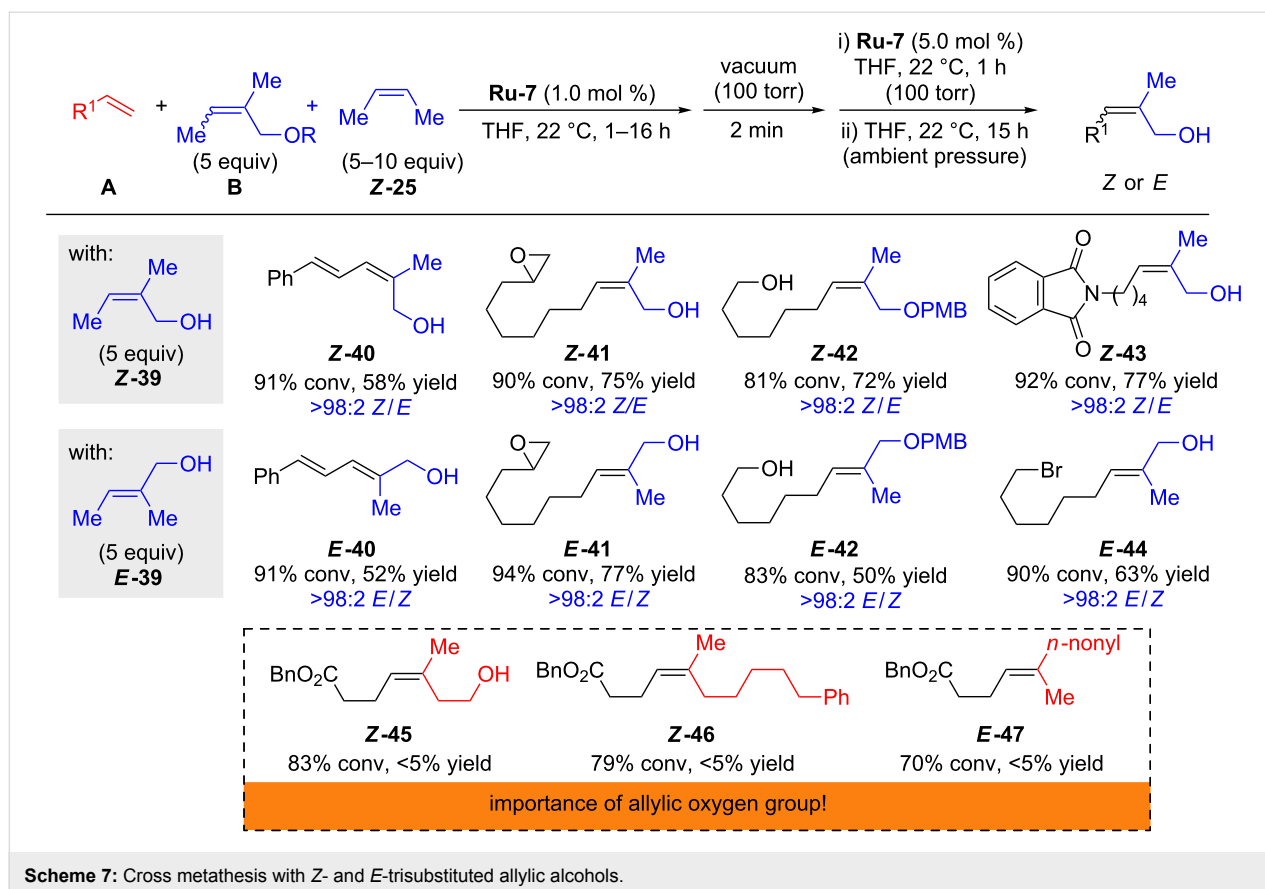 R1
+
Me
Me
OR
(5 equiv)
B
A
+
Me
Me
(5–10 equiv)
Z-25
Ru-7 (1.0 mol %)
THF, 22 °C, 1–16 h
vacuum
(100 torr)
2 min
i) Ru-7 (5.0 mol %)
THF, 22 °C, 1 h
(100 torr)
ii) THF, 22 °C, 15 h
(ambient pressure)
Me
R1
OH
Z or E
with:
Me
Me
OH
(5 equiv)
Z-39
Ph
Me
OH
Z-40
91% conv, 58% yield
>98:2 Z/E
O
Me
OH
Z-41
90% conv, 75% yield
>98:2 Z/E
OH
Me
OPMB
Z-42
81% conv, 72% yield
>98:2 Z/E
O
N
O
( )4
Me
OH
Z-43
92% conv, 77% yield
>98:2 Z/E
with:
OH
Me
Me
(5 equiv)
E-39
Ph
OH
Me
E-40
91% conv, 52% yield
>98:2 E/Z
O
OH
Me
E-41
94% conv, 77% yield
>98:2 E/Z
OH
OPMB
Me
E-42
83% conv, 50% yield
>98:2 E/Z
Br
OH
Me
E-44
90% conv, 63% yield
>98:2 E/Z
BnO2C
Me
OH
Z-45
83% conv, <5% yield
BnO2C
Me
Ph
Z-46
79% conv, <5% yield
BnO2C
n-nonyl
Me
E-47
70% conv, <5% yield
importance of allylic oxygen group!
Scheme 7: Cross metathesis with Z- and E-trisubstituted allylic alcohols.